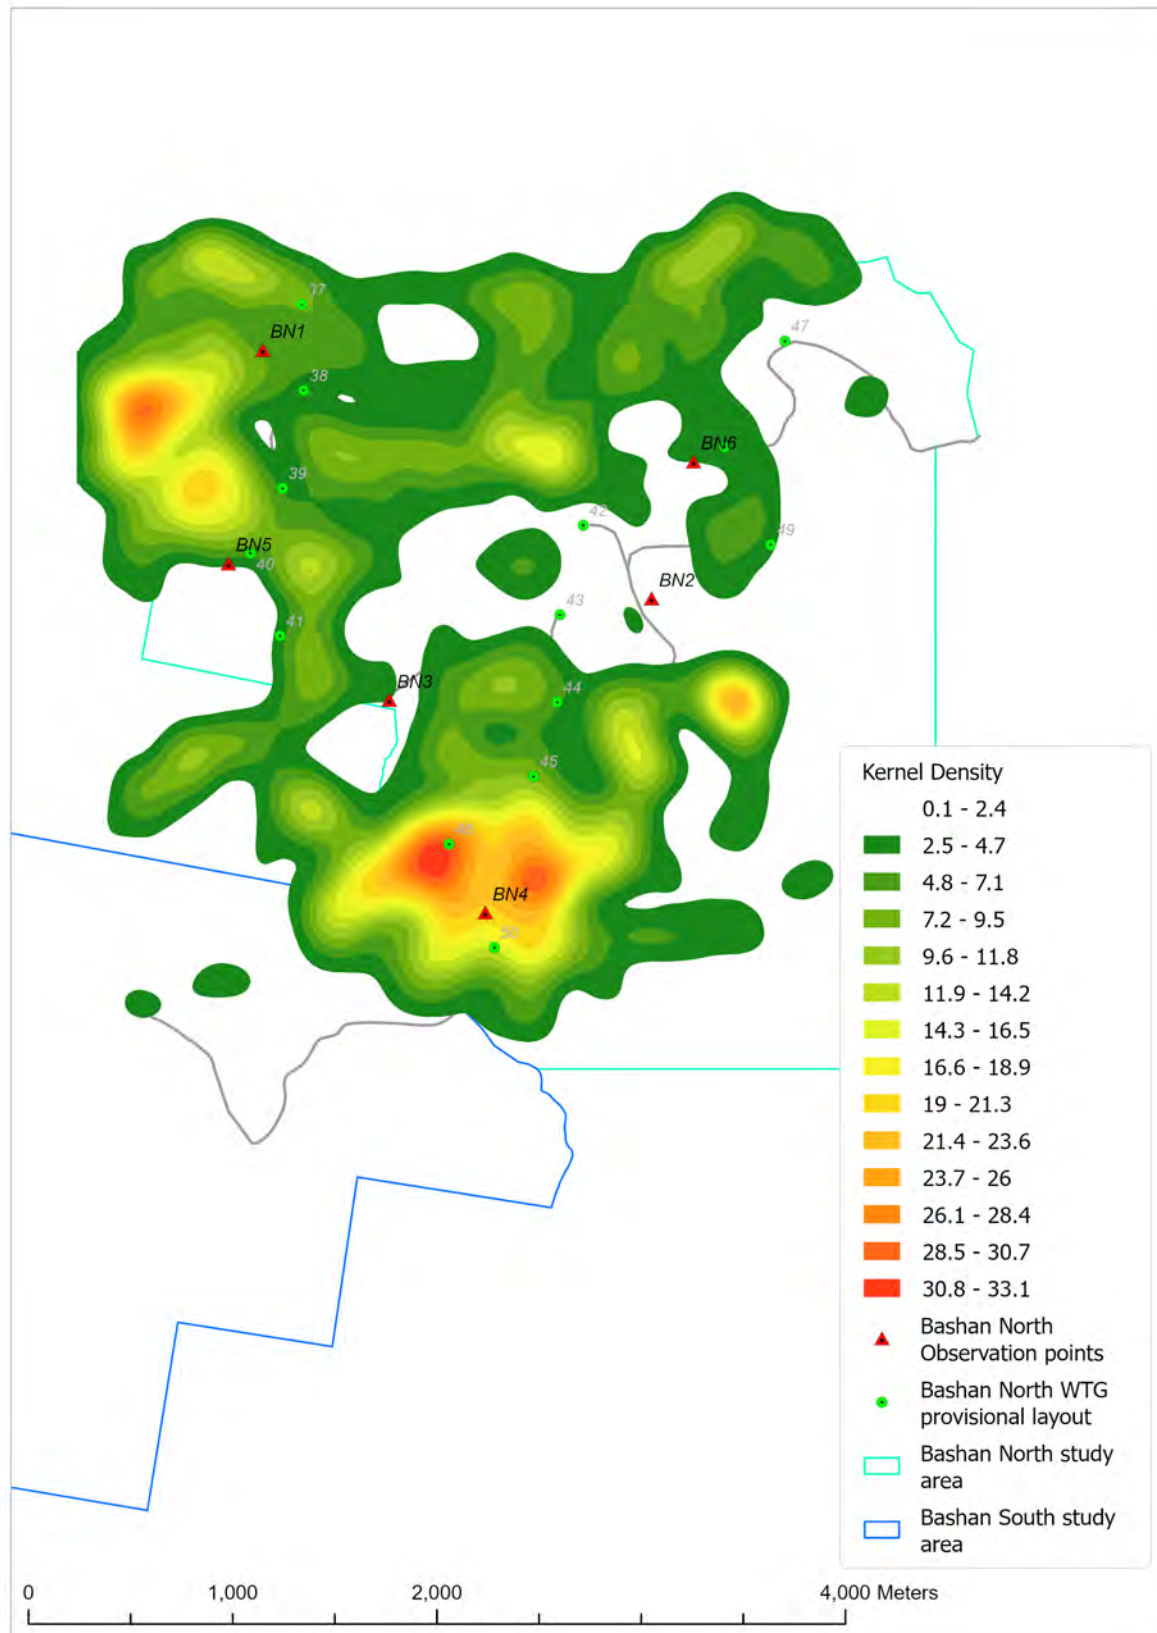 37
BN1
47
38
BN6
39
42
49
BN5
40
BN2
43
41
BN3
44
45
46
BN4
50
Kernel Density
0.1 - 2.4
2.5 - 4.7
4.8 - 7.1
7.2 - 9.5
9.6 - 11.8
11.9 - 14.2
14.3 - 16.5
16.6 - 18.9
19 - 21.3
21.4 - 23.6
23.7 - 26
26.1 - 28.4
28.5 - 30.7
30.8 - 33.1
Bashan North
Observation points
Bashan North WTG
provisional layout
Bashan North study
area
Bashan South study
area
0
1,000
2,000
4,000 Meters